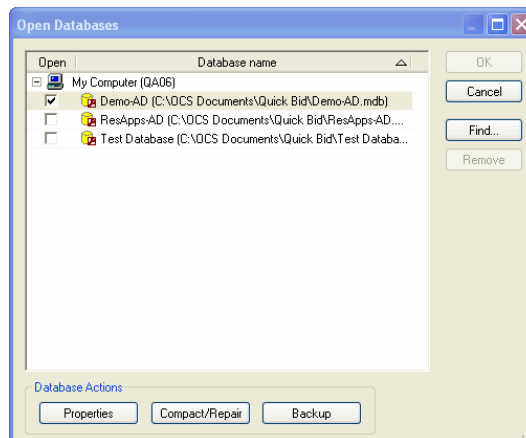 Open Databases
Open Database name
My Computer (QA06)
Demo-AD (C:\OCS Documents\Quick Bid\Demo-AD.mdb)
ResApps-AD (C:\OCS Documents\Quick Bid\ResApps-AD....
Test Database (C:\OCS Documents\Quick Bid\Test Databa...
OK
Cancel
Find...
Remove
Database Actions
Properties Compact/Repair Backup